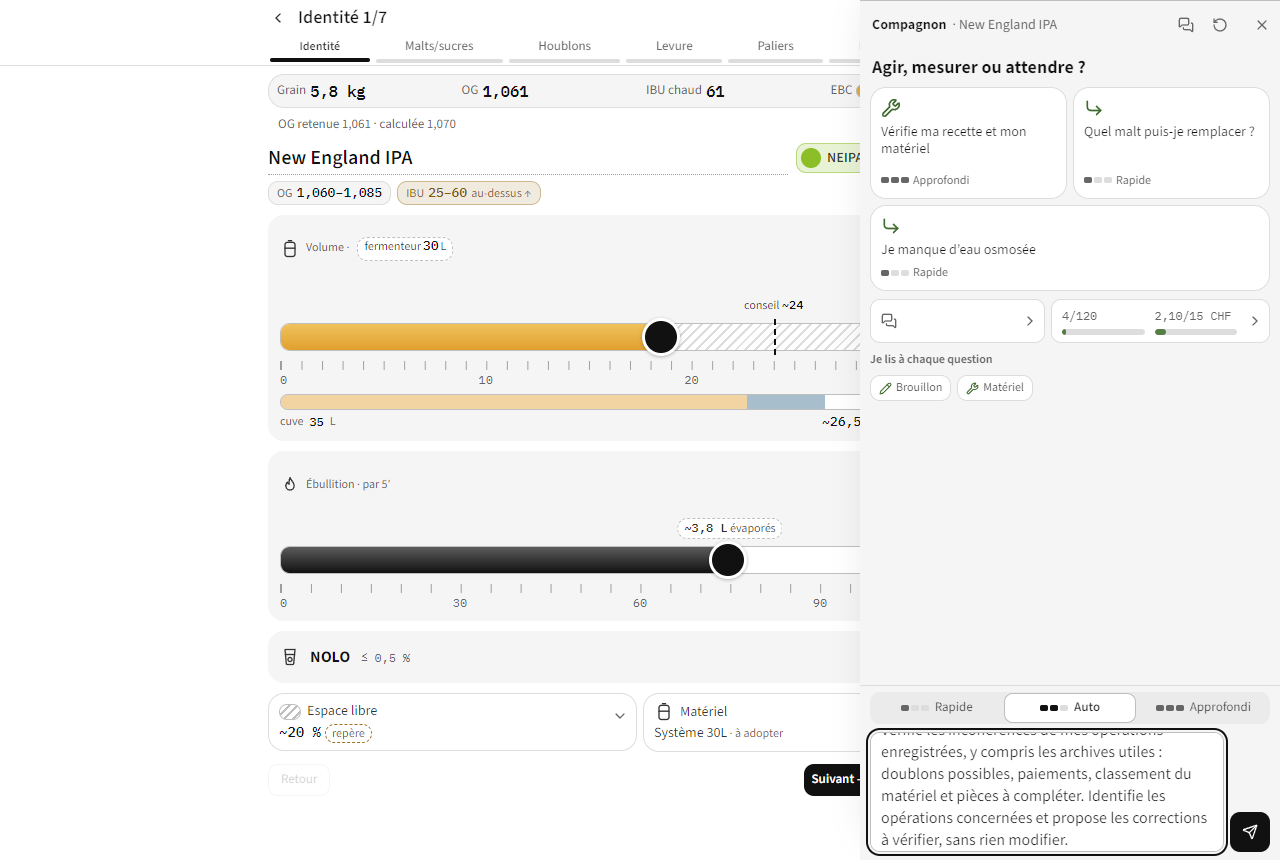 Identité 1/7
Identité
Malts/sucres
Houblons
Levure
Paliers
Grain 5,8 kg
OG 1,061
IBU chaud 61
EBC
OG retenue 1,061 · calculée 1,070
New England IPA
NEIPA
OG 1,060–1,085
IBU 25–60 au-dessus ↑
Volume · fermenteur 30 L
conseil ~24
0 10 20
cuve 35 L
~26,5
Ébullition · par 5'
~3,8 L évaporés
0 30 60 90
NOLO ≤ 0,5 %
Espace libre
~20 % repère
Matériel
Système 30L · à adopter
Retour
Suivant
Compagnon · New England IPA
Agir, mesurer ou attendre ?
Vérifie ma recette et mon
matériel
Approfondi
Quel malt puis-je remplacer ?
Rapide
Je manque d'eau osmosée
Rapide
4/120
2,10/15 CHF
Je lis à chaque question
Brouillon
Matériel
Rapide
Auto
Approfondi
Vérifie les incohérences de mes opérations
enregistrées, y compris les archives utiles :
doublons possibles, paiements, classement du
matériel et pièces à compléter. Identifie les
opérations concernées et propose les corrections
à vérifier, sans rien modifier.